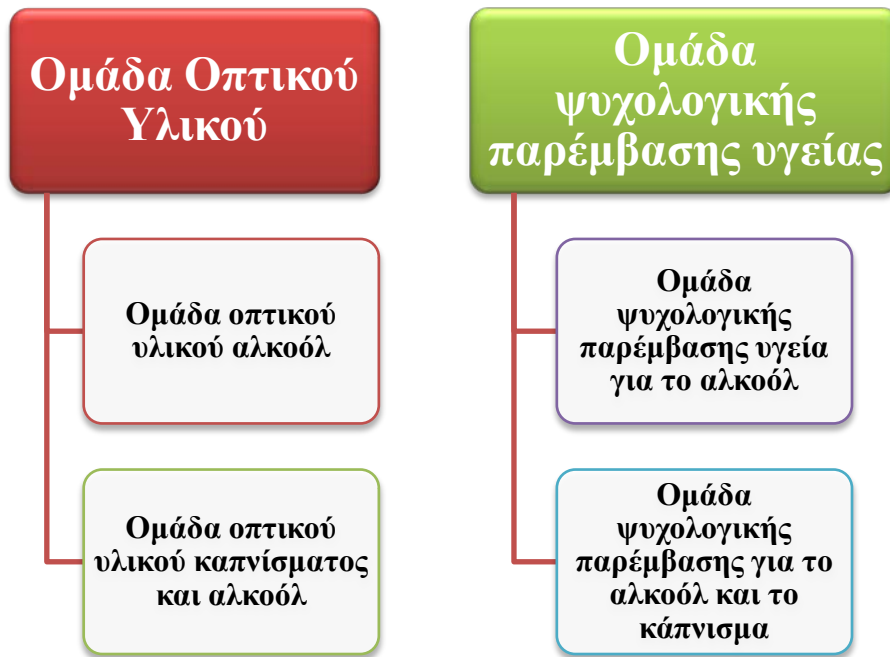 Ομάδα Οπτικού
Υλικού
Ομάδα οπτικού
υλικού αλκοόλ
Ομάδα οπτικού
υλικού καπνίσματος
και αλκοόλ
Ομάδα
ψυχολογικής
παρέμβασης υγείας
Ομάδα
ψυχολογικής
παρέμβασης υγεία
για το αλκοόλ
Ομάδα
ψυχολογικής
παρέμβασης για το
αλκοόλ και το
κάπνισμα